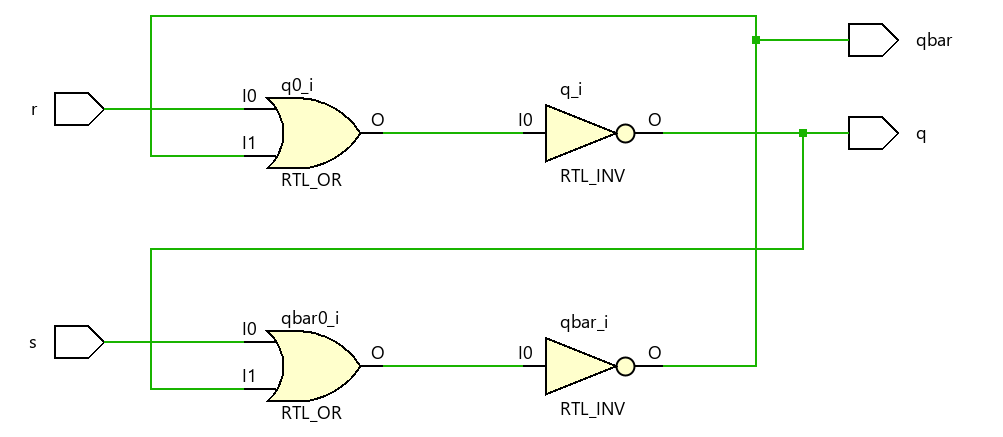 qbar
q0_i
q_i
r
I0
O
I0
O
q
I1
RTL_OR
RTL_INV
qbar0_i
qbar_i
s
I0
O
I0
O
I1
RTL_OR
RTL_INV